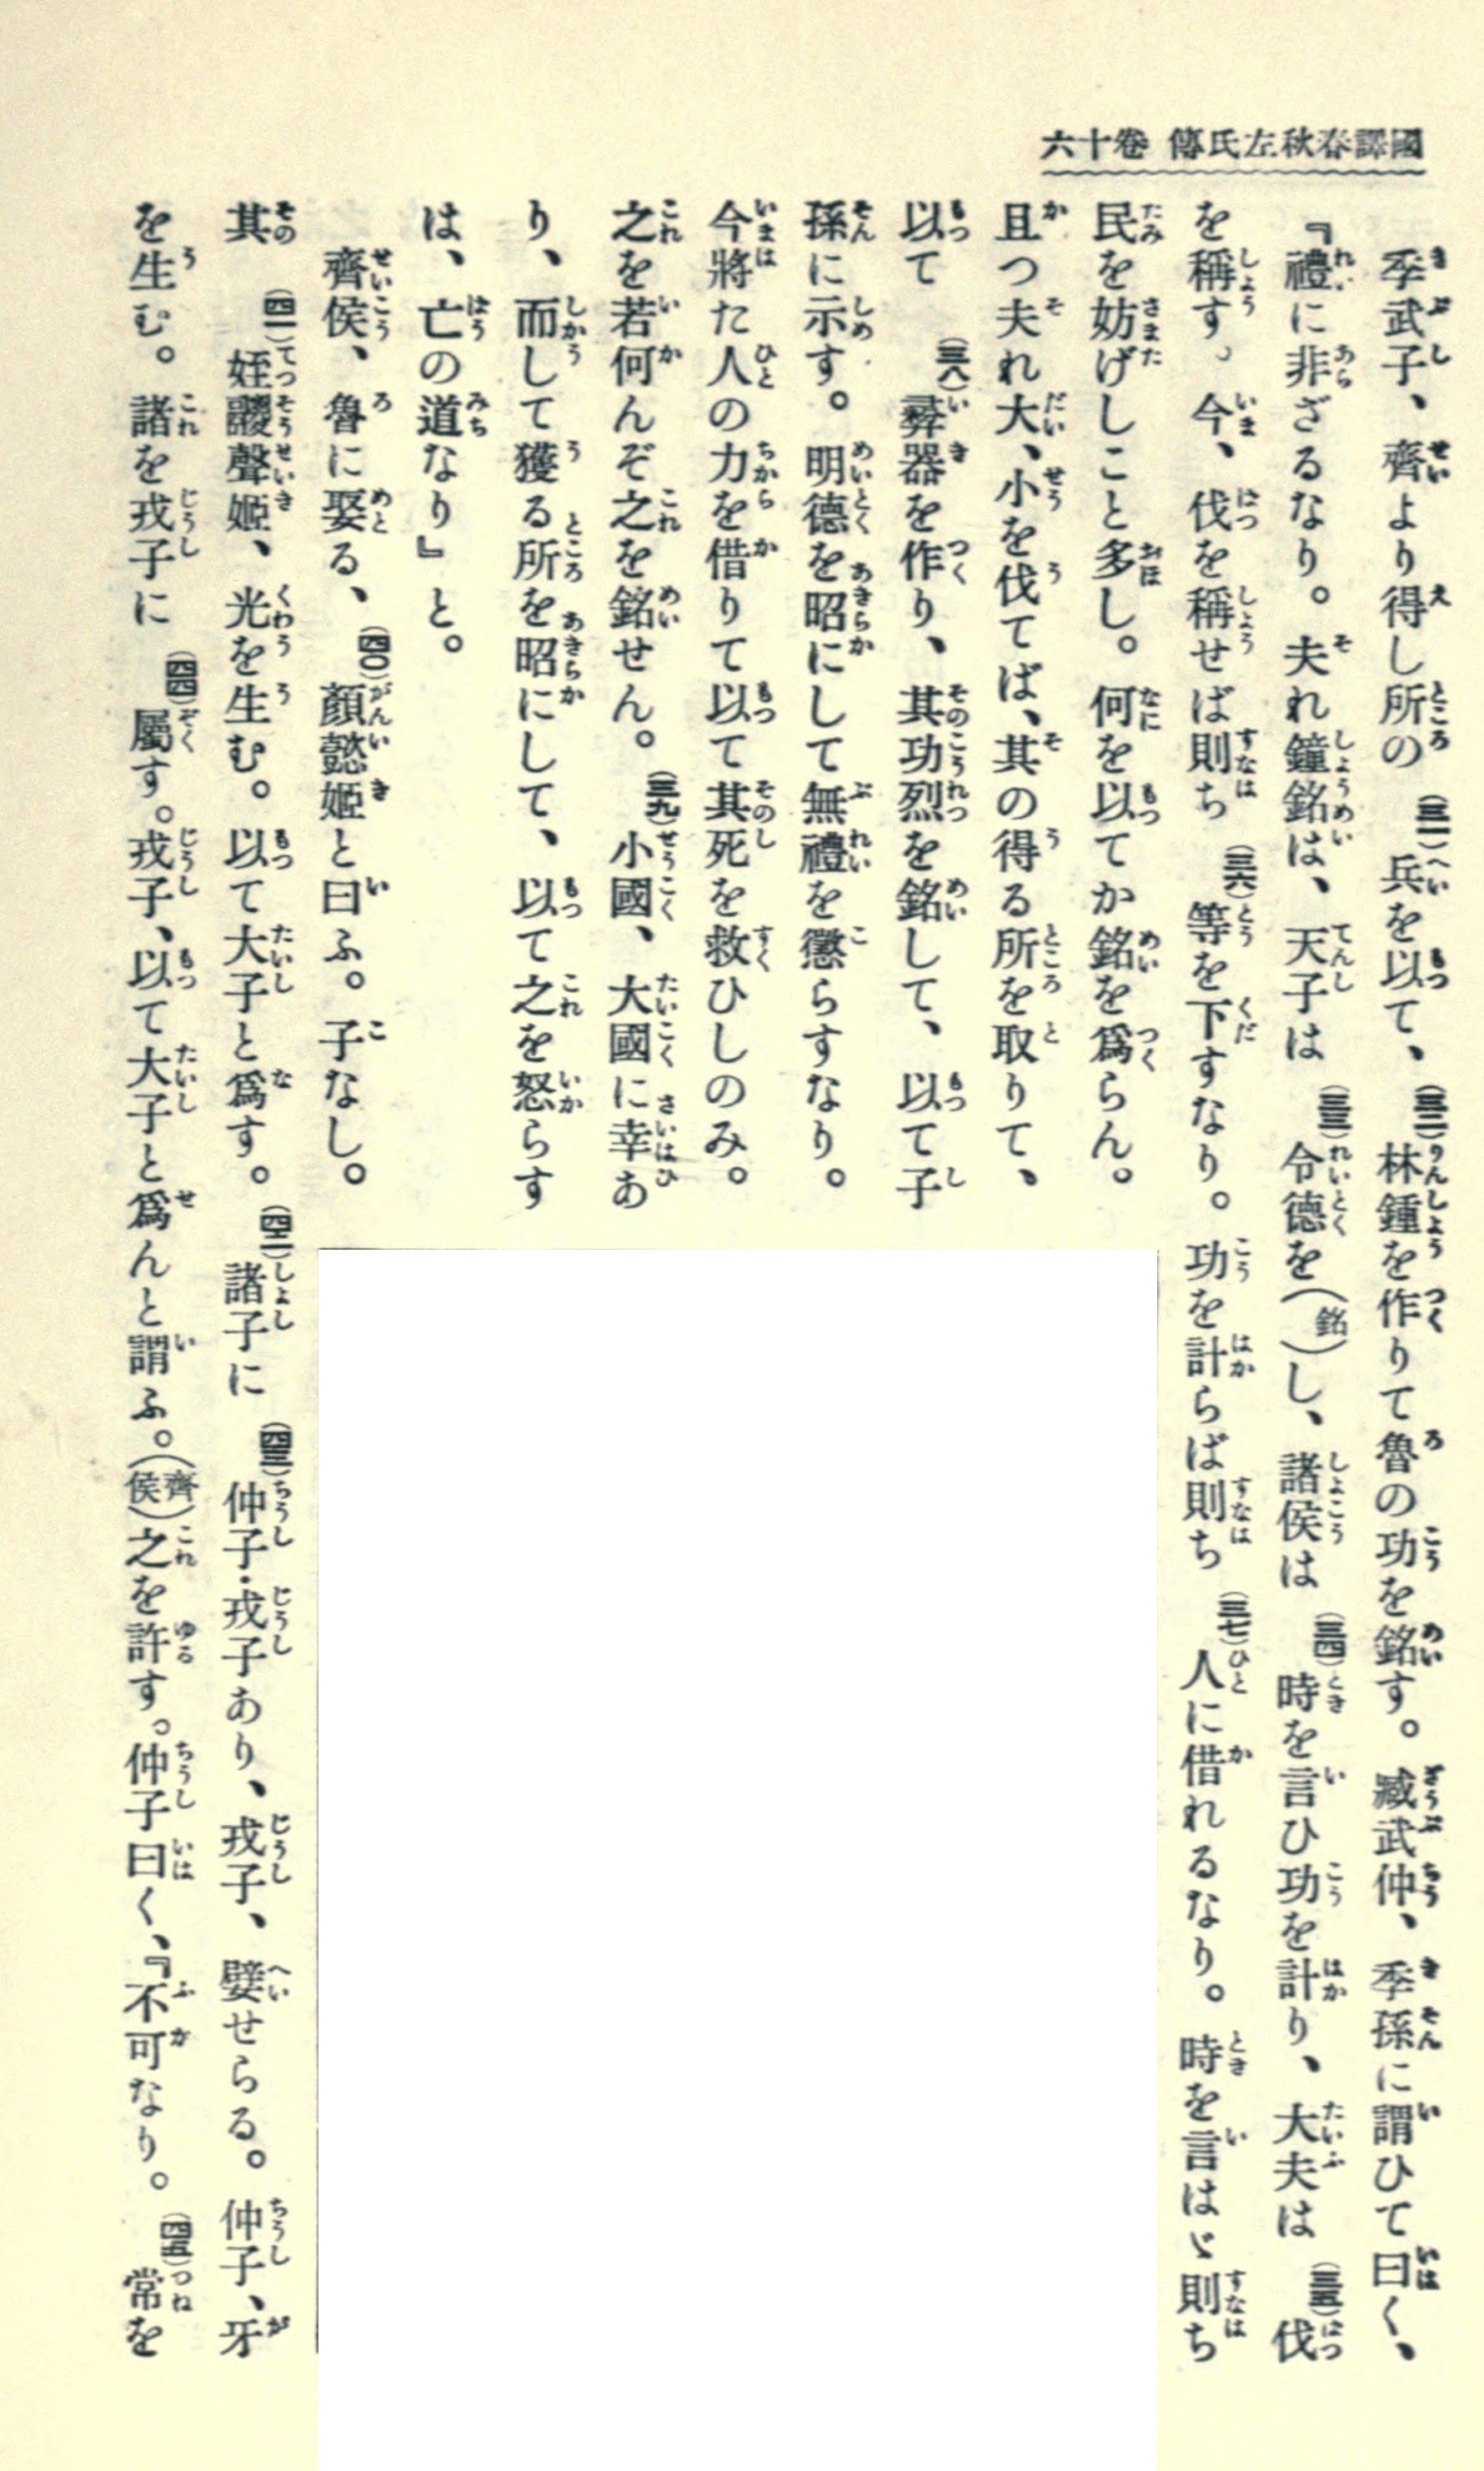 國譯春秋左氏傳 卷十六
季武子、齊より得し所の(三一)兵を以て、(三二)林鍾を作りて魯の功を銘す。臧武仲、季孫に謂ひて曰く、
『禮に非ざるなり。夫れ鐘銘は、天子は(三三)令德を(銘)し、諸侯は(三四)時を言ひ功を計り、大夫は(三五)伐
を稱す。今、伐を稱せば則ち(三六)等を下すなり。功を計らば則ち(三七)人に借れるなり。時を言はゞ則ち
民を妨げしこと多し。何を以てか銘を爲らん。
且つ夫れ大、小を伐てば、其の得る所を取りて、
以て(三八)彝器を作り、其功烈を銘して、以て子
孫に示す。明德を昭にして無禮を懲らすなり。
今將た人の力を借りて以て其死を救ひしのみ。
之を若何んぞ之を銘せん。(三九)小國、大國に幸あ
り、而して獲る所を昭にして、以て之を怒らす
は、亡の道なり』と。
齊侯、魯に娶る、(四〇)顏懿姬と曰ふ。子なし。
其(四一)姪鬷聲姬、光を生む。以て大子と爲す。(四二)諸子に(四三)仲子・戎子あり、戎子、嬖せらる。仲子、牙
を生む。諸を戎子に(四四)屬す。戎子、以て大子と爲んと謂ふ。(齊侯)之を許す。仲子曰く、『不可なり。(四五)常を